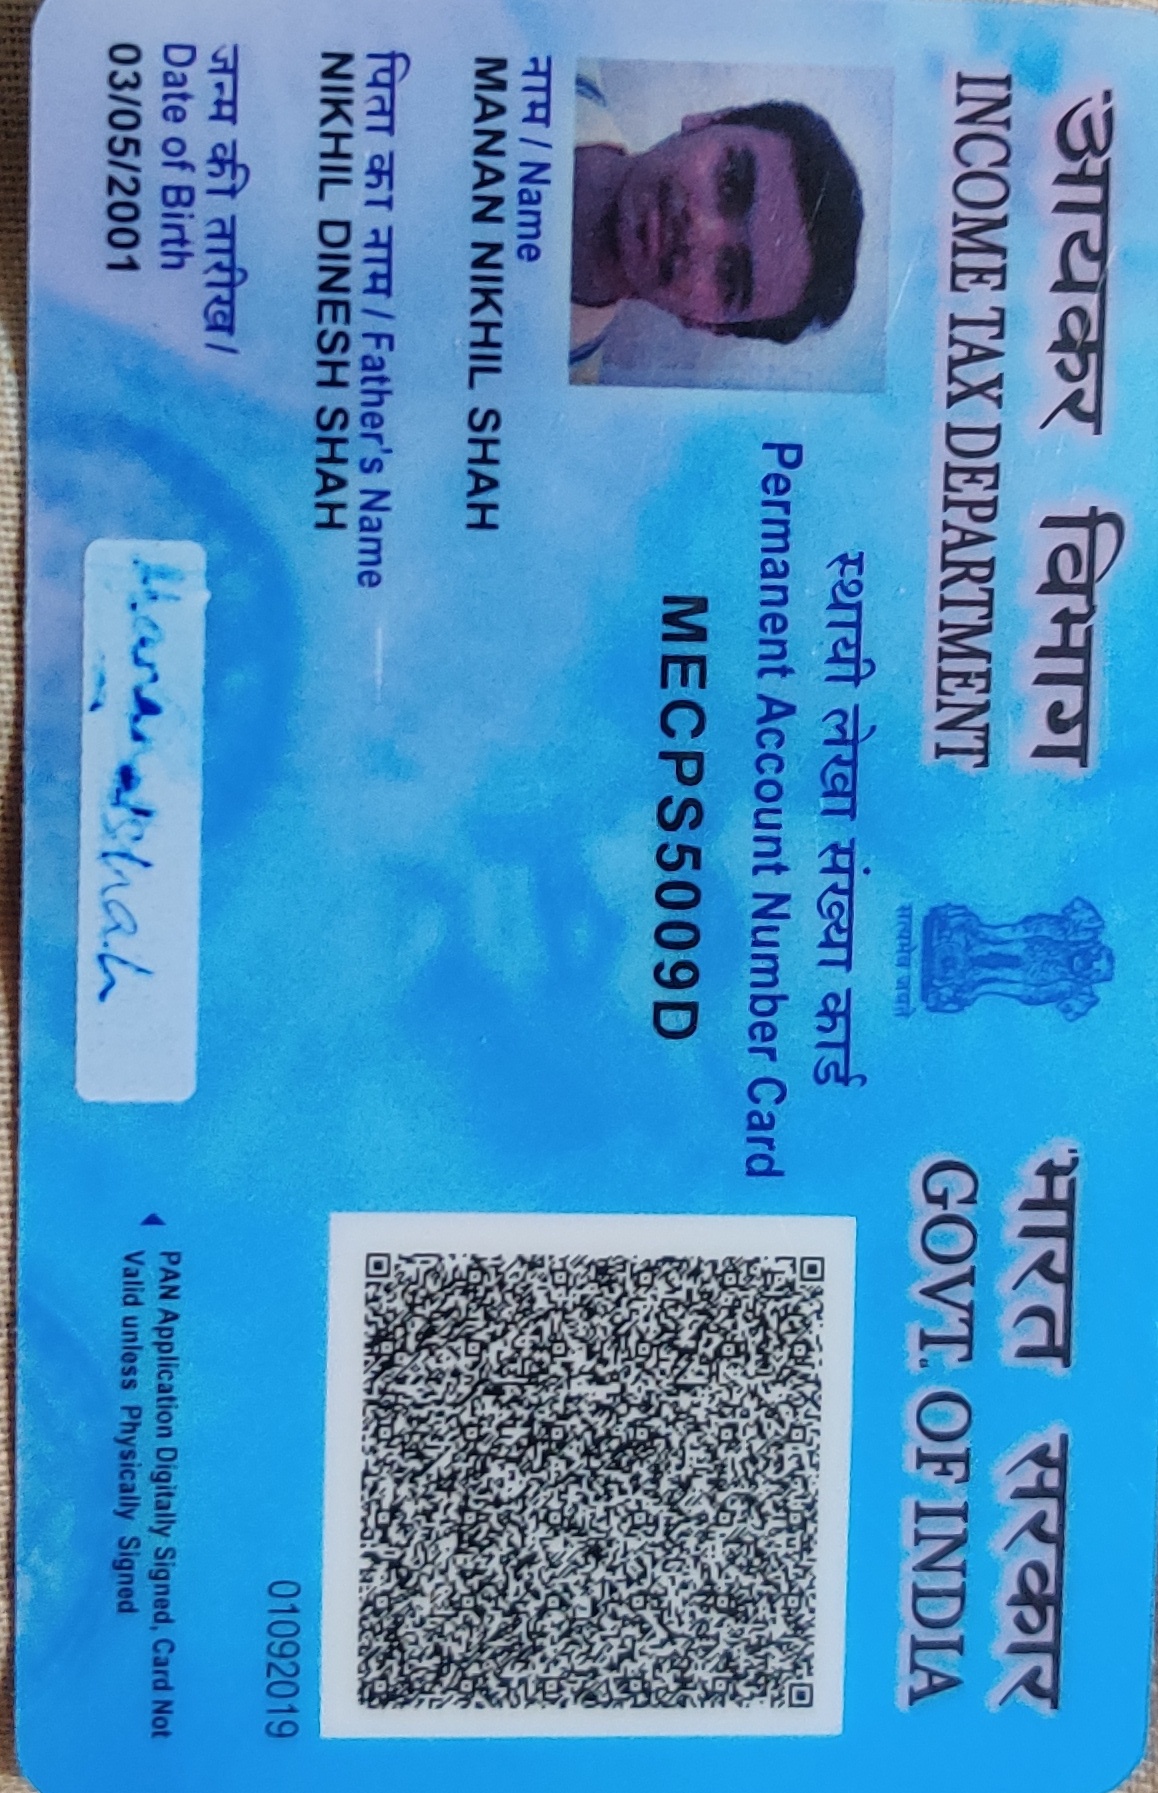 आयकर विभाग
INCOME TAX DEPARTMENT
सत्यमेव जयते
भारत सरकार
GOVT. OF INDIA
स्थायी लेखा संख्या कार्ड
Permanent Account Number Card
MECPS5009D
नाम / Name
MANAN NIKHIL SHAH
पिता का नाम / Father's Name
NIKHIL DINESH SHAH
जन्म की तारीख /
Date of Birth
03/05/2001
Manan Shah
01092019
PAN Application Digitally Signed, Card Not
Valid unless Physically Signed